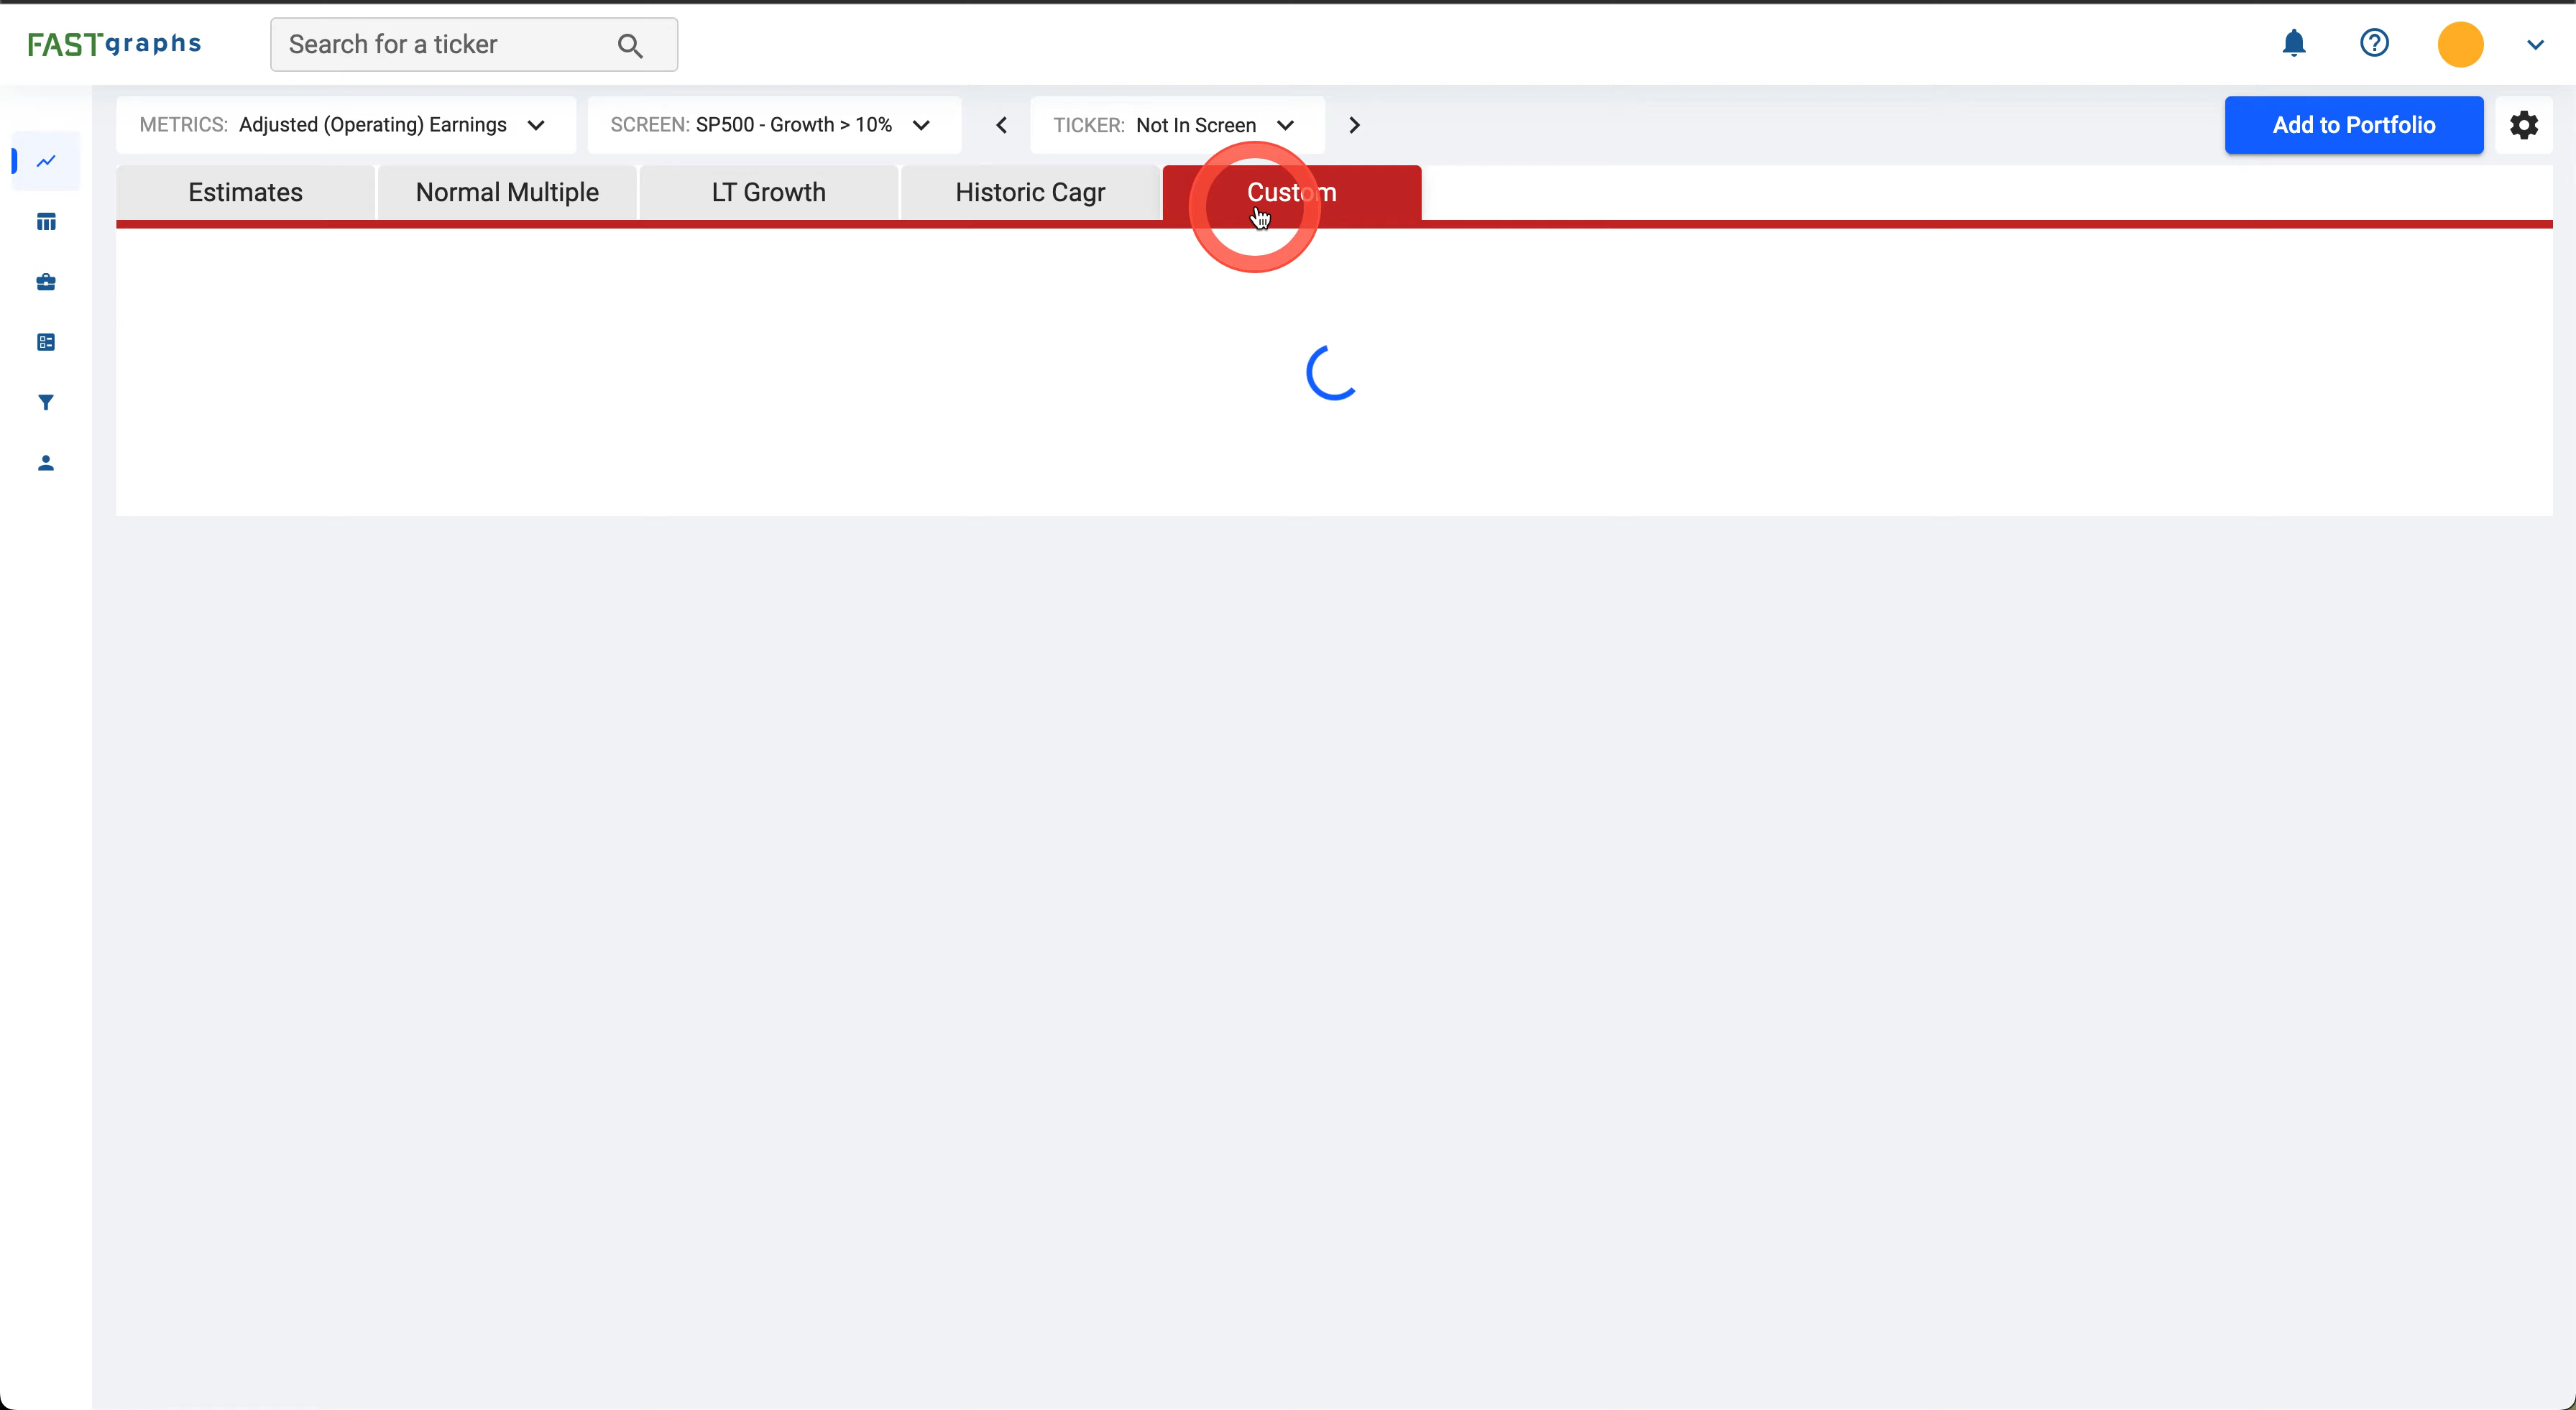 FASTgraphs
Search for a ticker
METRICS: Adjusted (Operating) Earnings
SCREEN: SP500 - Growth > 10%
TICKER: Not In Screen
Add to Portfolio
Estimates
Normal Multiple
LT Growth
Historic Cagr
Custom